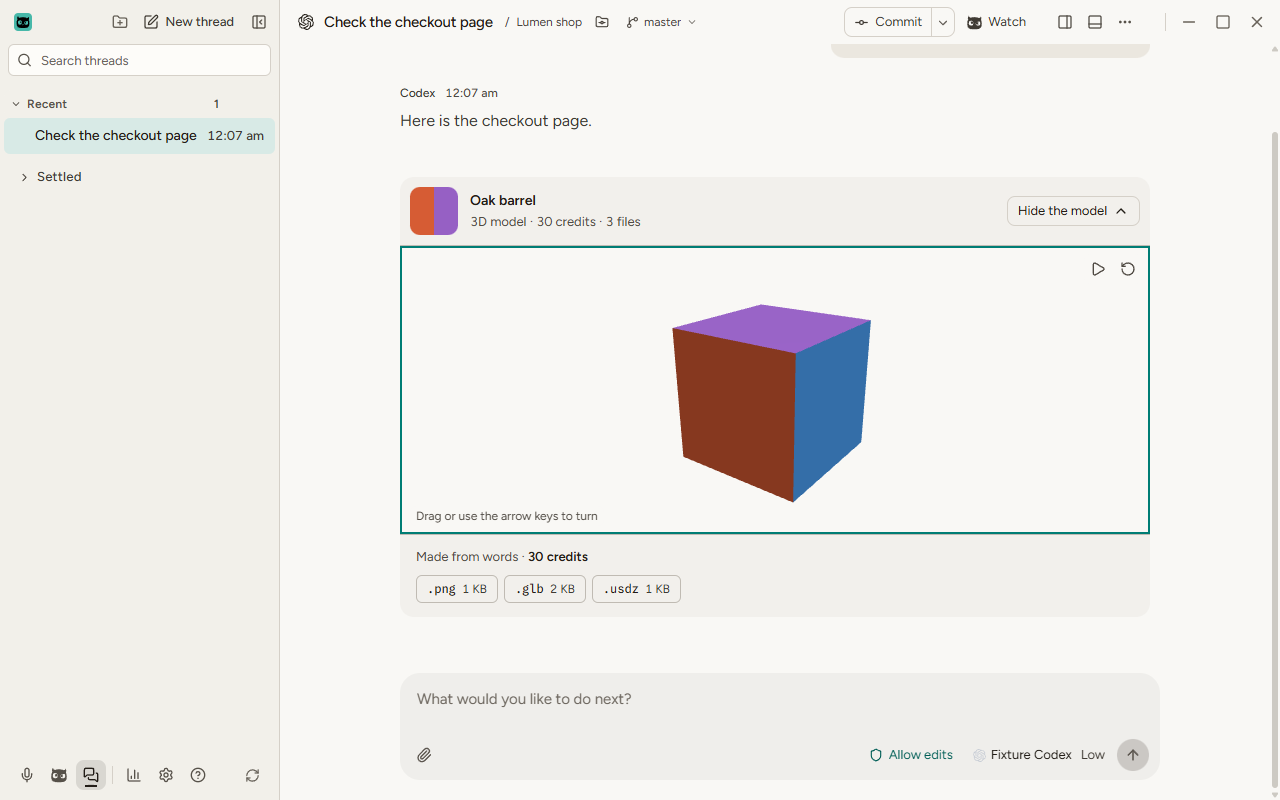 New thread
Check the checkout page / Lumen shop master
Commit
Watch
Search threads
Recent 1
Check the checkout page 12:07 am
Settled
Codex 12:07 am
Here is the checkout page.
Oak barrel
3D model · 30 credits · 3 files
Hide the model
Drag or use the arrow keys to turn
Made from words · 30 credits
.png 1 KB .glb 2 KB .usdz 1 KB
What would you like to do next?
Allow edits Fixture Codex Low